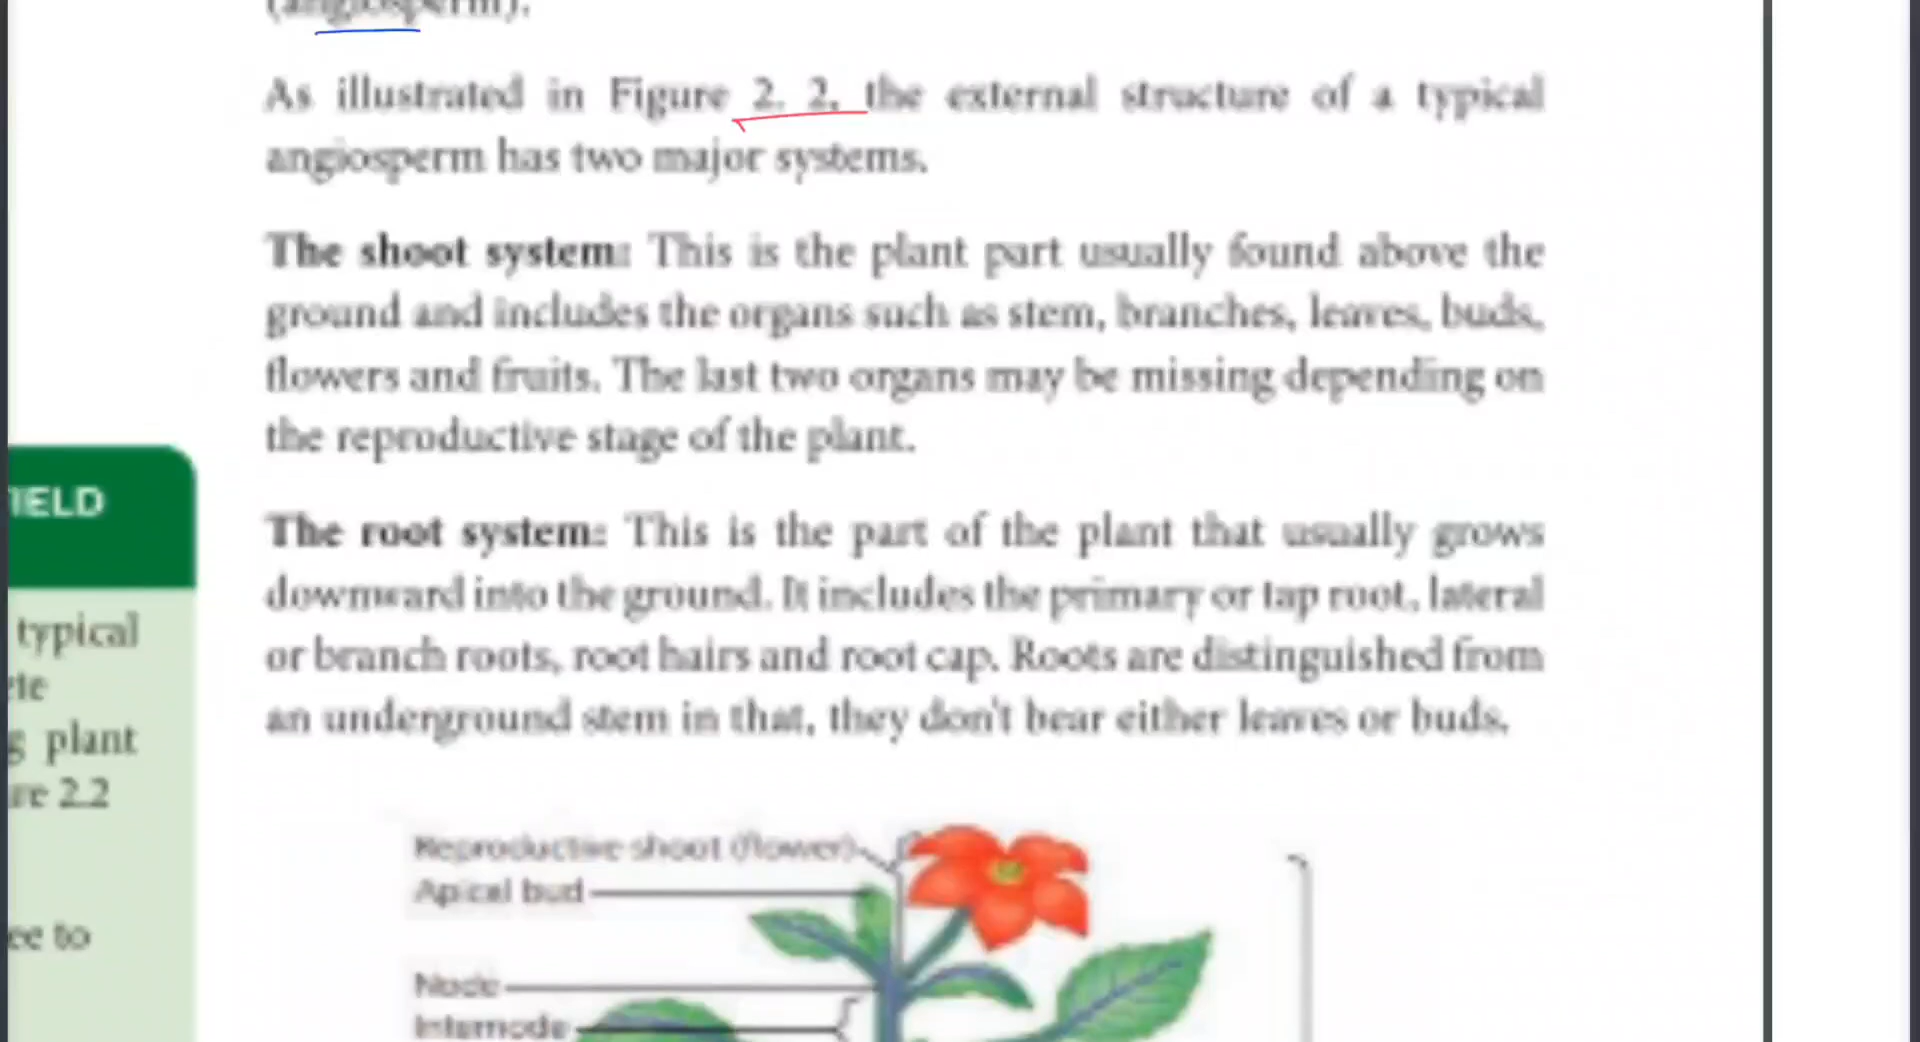 (angiosperm).
As illustrated in Figure 2. 2, the external structure of a typical
angiosperm has two major systems.
The shoot system: This is the plant part usually found above the
ground and includes the organs such as stem, branches, leaves, buds,
flowers and fruits. The last two organs may be missing depending on
the reproductive stage of the plant.
The root system: This is the part of the plant that usually grows
downward into the ground. It includes the primary or tap root, lateral
or branch roots, root hairs and root cap. Roots are distinguished from
an underground stem in that, they don't bear either leaves or buds.
IELD
typical
ete
g plant
re 2.2
ee to
Reproductive shoot (flower)
Apical bud
Node
Internode